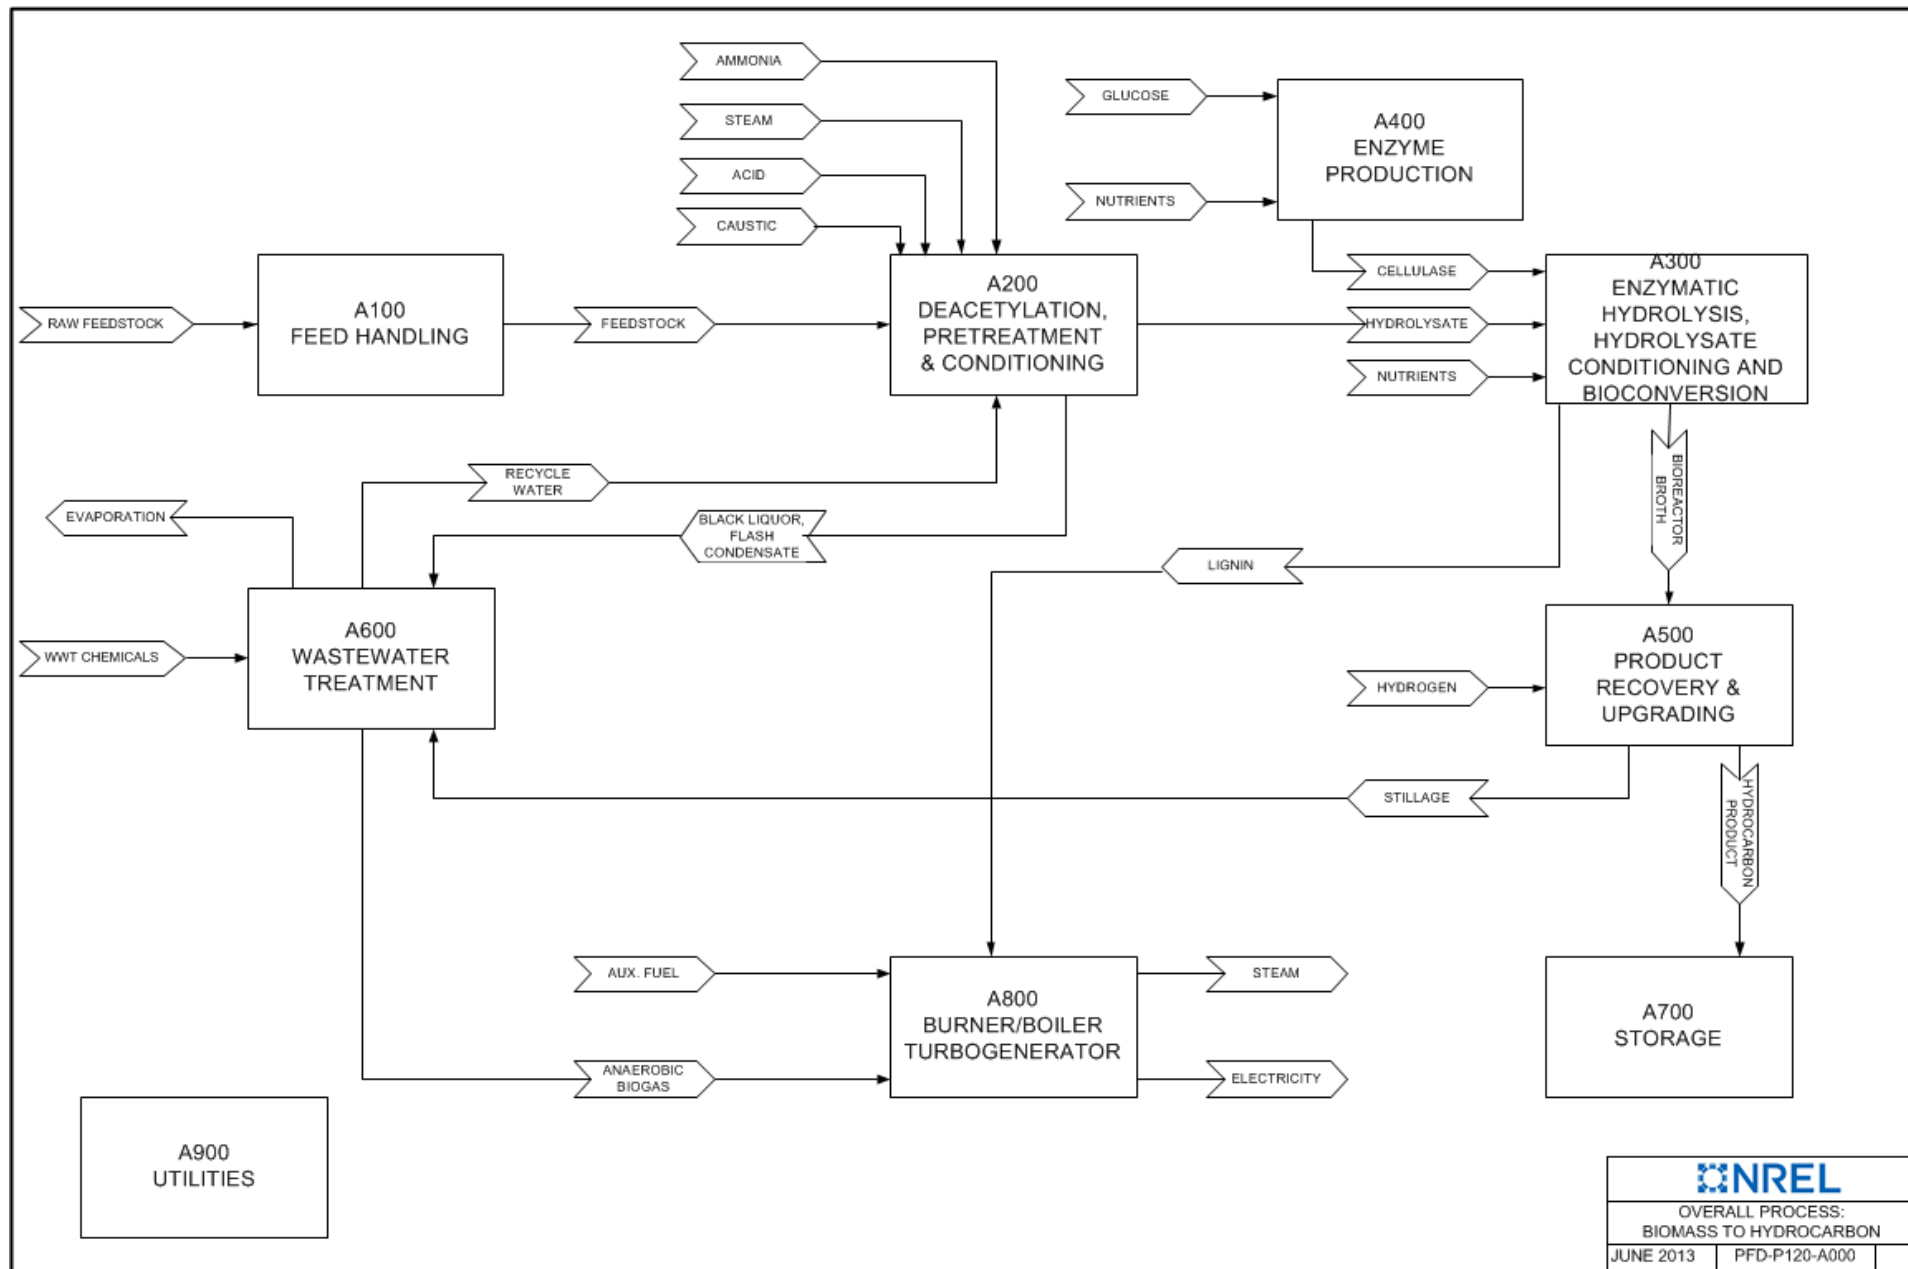 AMMONIA
STEAM
ACID
CAUSTIC
GLUCOSE
NUTRIENTS
A400
ENZYME
PRODUCTION
RAW FEEDSTOCK
A100
FEED HANDLING
FEEDSTOCK
A200
DEACETYLATION,
PRETREATMENT
& CONDITIONING
CELLULASE
HYDROLYSATE
NUTRIENTS
A300
ENZYMATIC
HYDROLYSIS,
HYDROLYSATE
CONDITIONING AND
BIOCONVERSION
RECYCLE
WATER
EVAPORATION
BLACK LIQUOR,
FLASH
CONDENSATE
LIGNIN
BIOREACTOR
BROTH
WWT CHEMICALS
A600
WASTEWATER
TREATMENT
HYDROGEN
A500
PRODUCT
RECOVERY &
UPGRADING
STILLAGE
HYDROCARBON
PRODUCT
AUX. FUEL
ANAEROBIC
BIOGAS
A800
BURNER/BOILER
TURBOGENERATOR
STEAM
ELECTRICITY
A700
STORAGE
A900
UTILITIES
NREL
OVERALL PROCESS:
BIOMASS TO HYDROCARBON
JUNE 2013 PFD-P120-A000